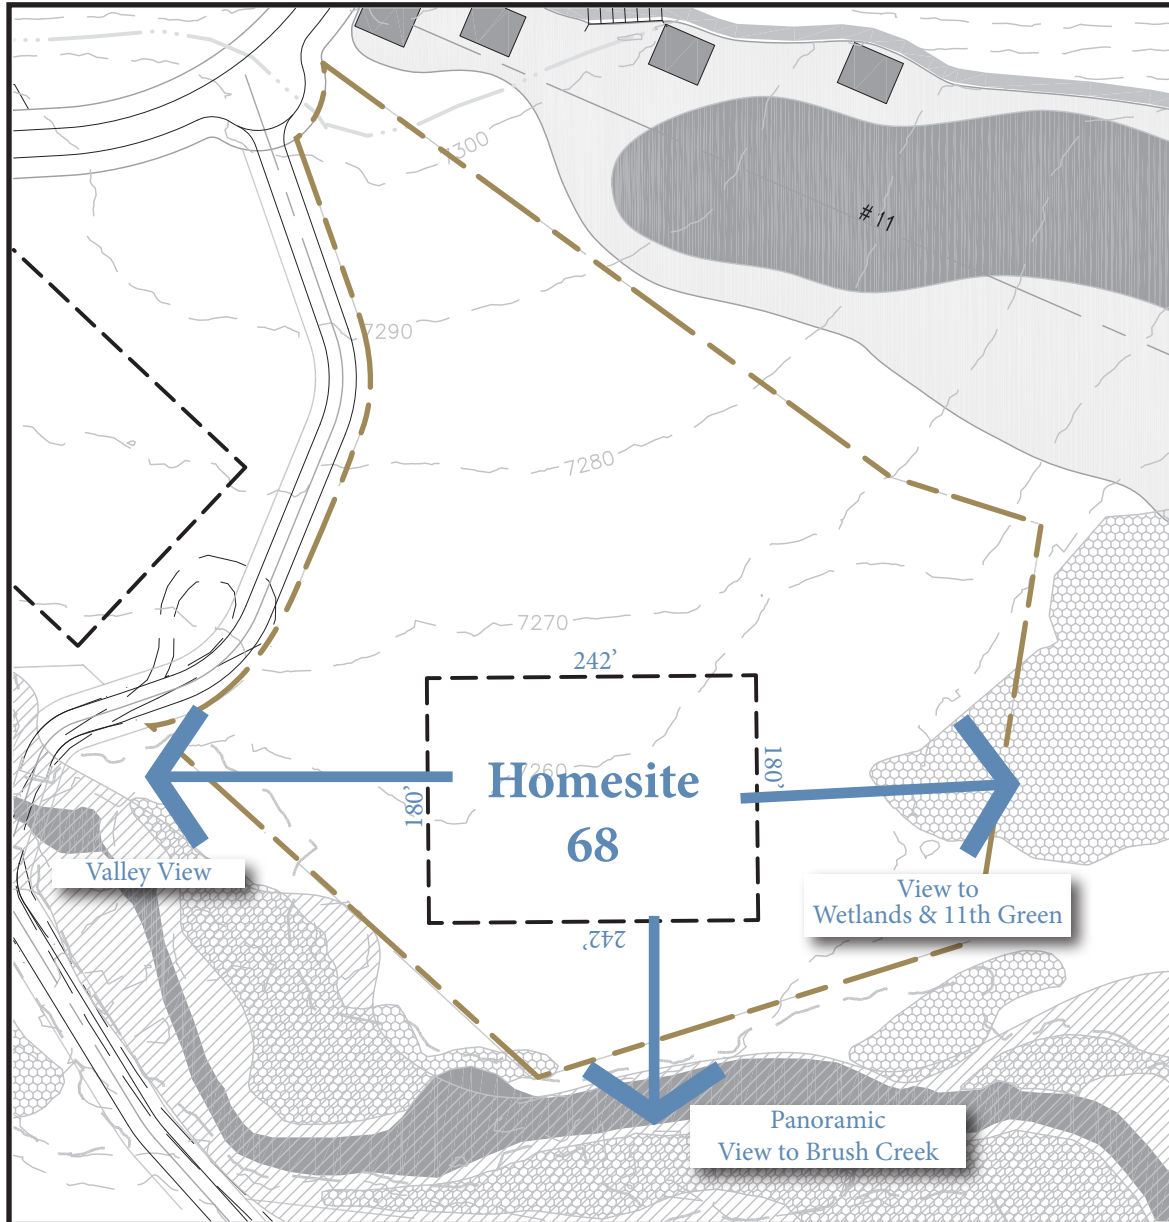 7300
# 11
7290
7280
7270
242'
7260
Homesite
68
180'
180'
242'
Valley View
View to
Wetlands & 11th Green
Panoramic
View to Brush Creek